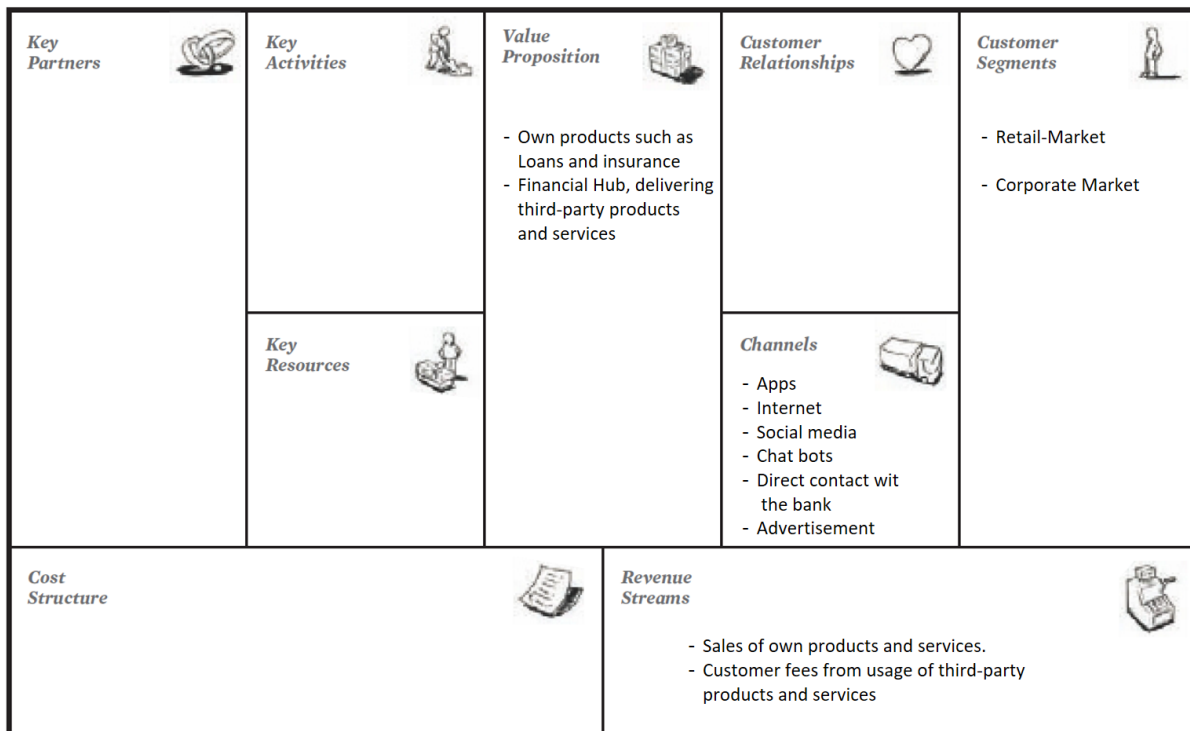 Key
Partners
Key
Activities
Value
Proposition
Customer
Relationships
Customer
Segments
- Own products such as
Loans and insurance
- Financial Hub, delivering
third-party products
and services
- Retail-Market
- Corporate Market
Key
Resources
Channels
- Apps
- Internet
- Social media
- Chat bots
- Direct contact wit
the bank
- Advertisement
Cost
Structure
Revenue
Streams
- Sales of own products and services.
- Customer fees from usage of third-party
products and services